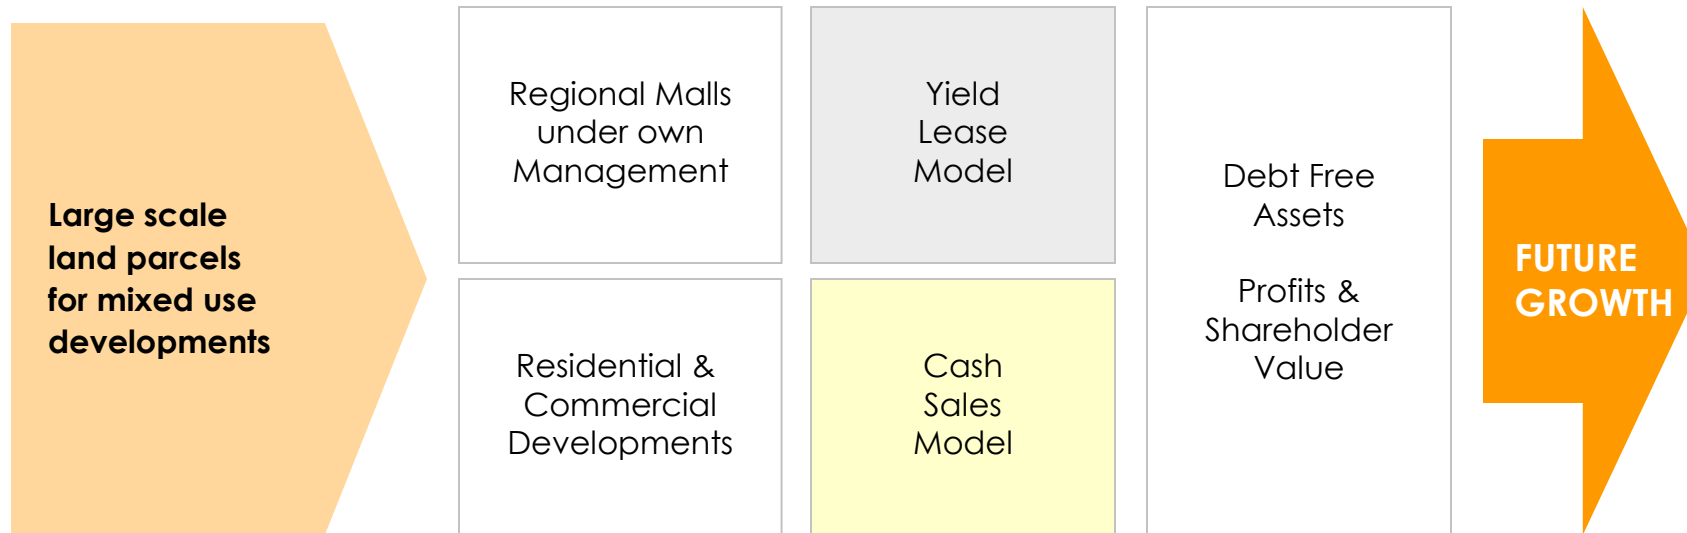 Large scale
land parcels
for mixed use
developments
Regional Malls
under own
Management
Residential &
Commercial
Developments
Yield
Lease
Model
Cash
Sales
Model
Debt Free
Assets
Profits &
Shareholder
Value
FUTURE
GROWTH